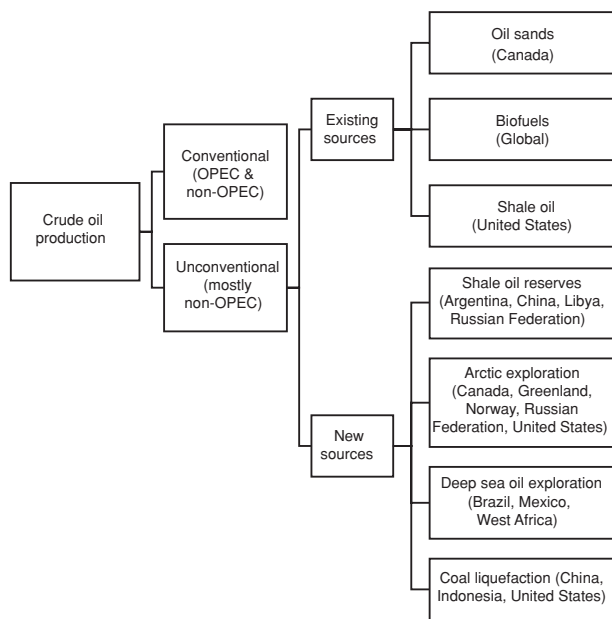 Crude oil
production
Conventional
(OPEC &
non-OPEC)
Unconventional
(mostly
non-OPEC)
Existing
sources
Oil sands
(Canada)
Biofuels
(Global)
Shale oil
(United States)
New
sources
Shale oil reserves
(Argentina, China, Libya,
Russian Federation)
Arctic exploration
(Canada, Greenland,
Norway, Russian
Federation, United States)
Deep sea oil exploration
(Brazil, Mexico,
West Africa)
Coal liquefaction (China,
Indonesia, United States)